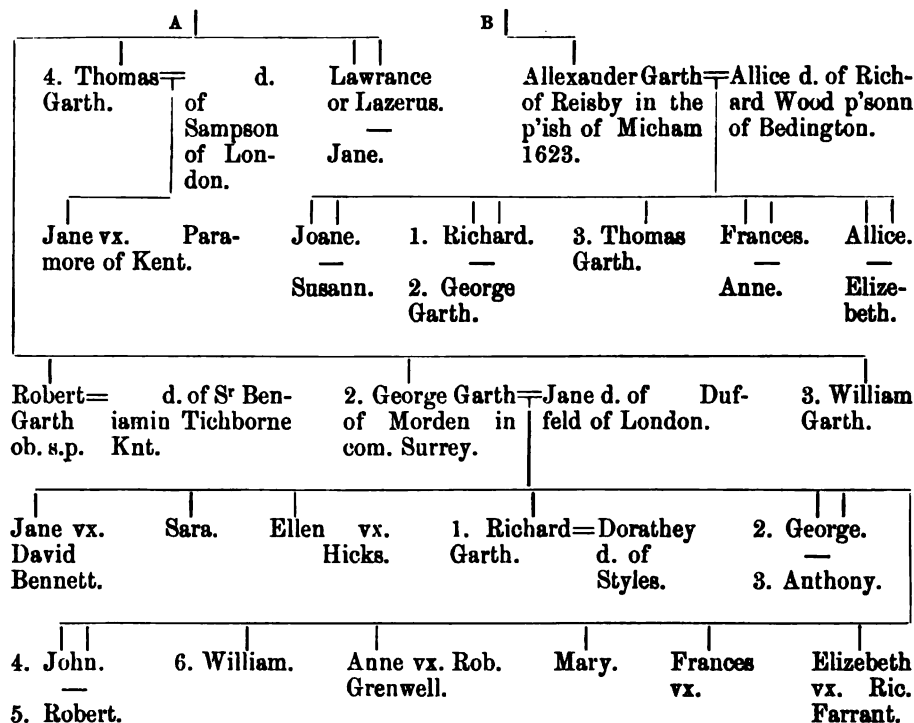 A B
4. Thomas= d. of Sampson of Lon-
Garth.
of
Sampson
of Lon-
don.
Lawrance
or Lazerus.
—
Jane.
Allexander Garth=Allice d. of Rich-
of Reisby in the ard Wood p'sonn
p'ish of Micham of Bedington.
1623.
Jane vx. Para-
more of Kent.
Joane.
—
Susann.
1. Richard.
—
2. George
Garth.
3. Thomas
Garth.
Frances.
—
Anne.
Allice.
—
Elize-
beth.
Robert= d. of Sr Ben-
Garth iamin Tichborne
ob. s.p. Knt.
2. George Garth=Jane d. of Duf-
of Morden in feld of London.
com. Surrey.
3. William
Garth.
Jane vx.
David
Bennett.
Sara.
Ellen vx.
Hicks.
1. Richard=Dorathey
Garth. d. of
Styles.
2. George.
—
3. Anthony.
4. John.
—
5. Robert.
6. William.
Anne vx. Rob.
Grenwell.
Mary.
Frances
vx.
Elizebeth
vx. Ric.
Farrant.